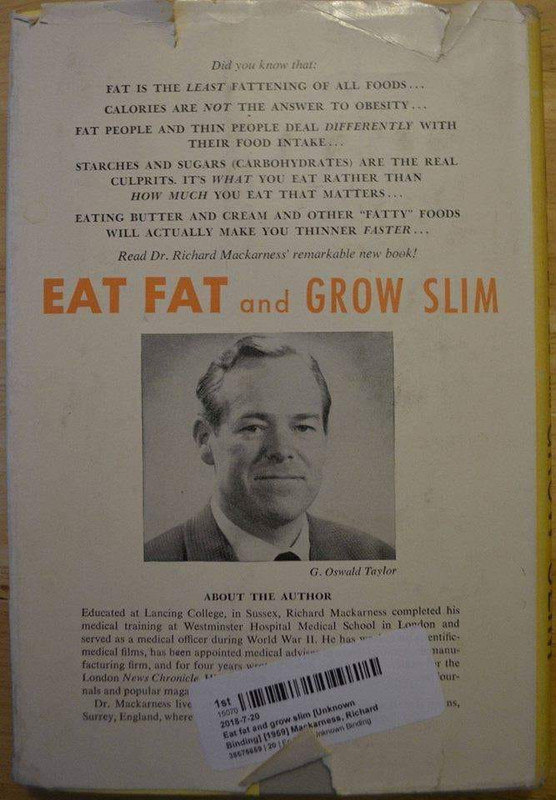 Did you know that:
FAT IS THE LEAST FATTENING OF ALL FOODS...
CALORIES ARE NOT THE ANSWER TO OBESITY...
FAT PEOPLE AND THIN PEOPLE DEAL DIFFERENTLY WITH
THEIR FOOD INTAKE...
STARCHES AND SUGARS (CARBOHYDRATES) ARE THE REAL
CULPRITS. IT'S WHAT YOU EAT RATHER THAN
HOW MUCH YOU EAT THAT MATTERS...
EATING BUTTER AND CREAM AND OTHER "FATTY" FOODS
WILL ACTUALLY MAKE YOU THINNER FASTER...
Read Dr. Richard Mackarness' remarkable new book!
EAT FAT and GROW SLIM
G. Oswald Taylor
ABOUT THE AUTHOR
Educated at Lancing College, in Sussex, Richard Mackarness completed his
medical training at Westminster Hospital Medical School in London and
served as a medical officer during World War II. He has
medical films, has been appointed medical
facturing firm, and for four years the
London News Chronicle.
nals and popular
Dr. Mackarness
Surrey, England, where
1st
15070
2018-7-20
Eat fat and grow slim [Unknown
Binding] [1959] Mackarness, Richard
Unknown Binding